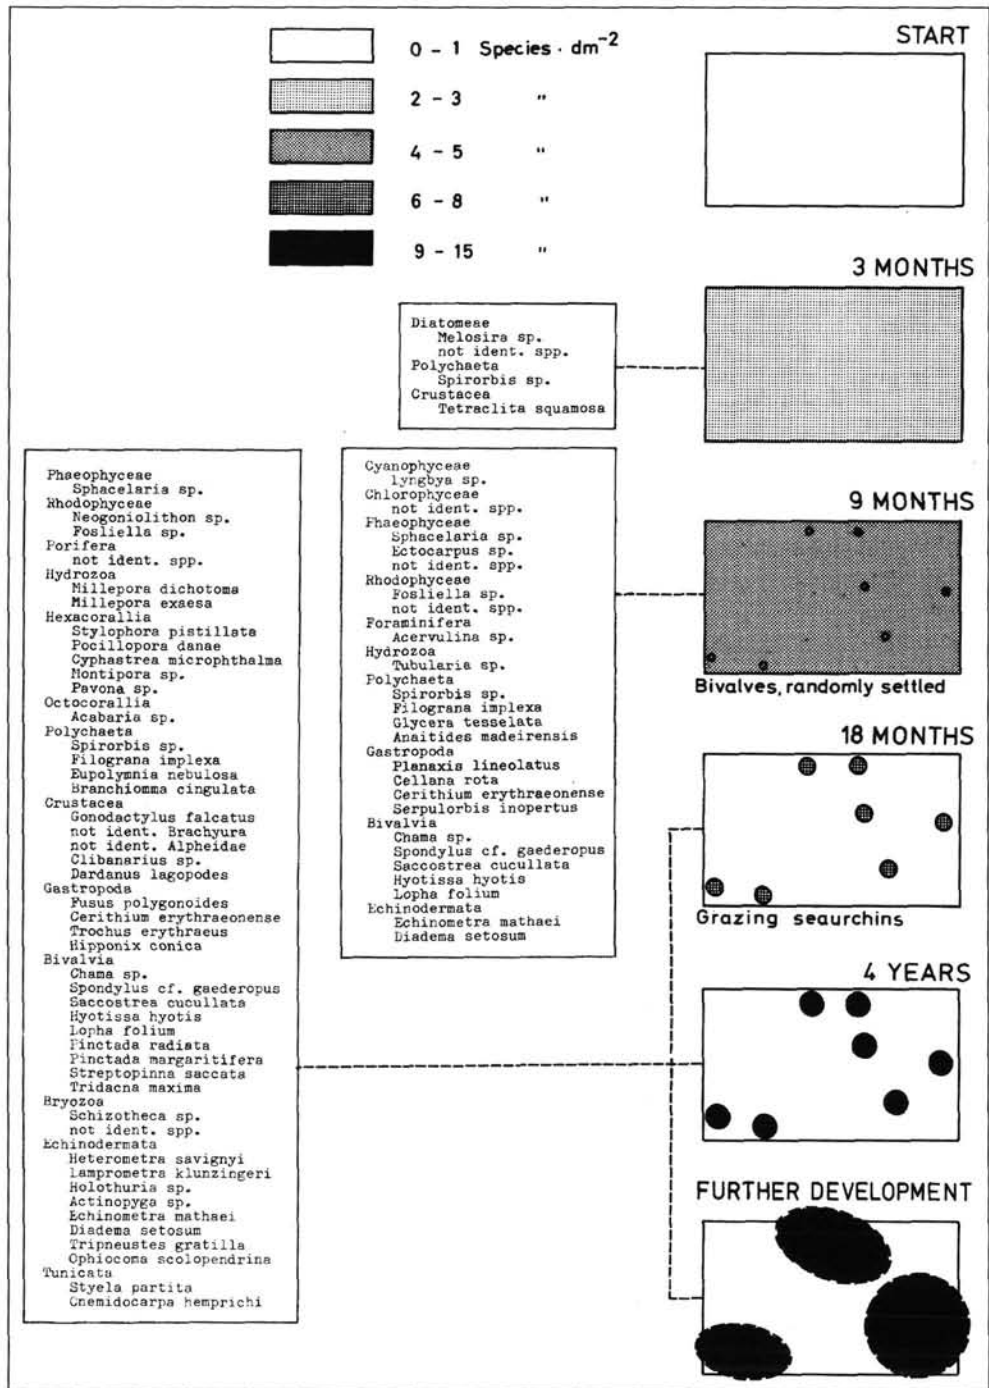 0 - 1 Species · dm⁻²
2 - 3 "
4 - 5 "
6 - 8 "
9 - 15 "
START
3 MONTHS
Diatomeae
Melosira sp.
not ident. spp.
Polychaeta
Spirorbis sp.
Crustacea
Tetraclita squamosa
9 MONTHS
Bivalves, randomly settled
Cyanophyceae
Lyngbya sp.
Chlorophyceae
not ident. spp.
Phaeophyceae
Sphacelaria sp.
Ectocarpus sp.
not ident. spp.
Rhodophyceae
Fosliella sp.
not ident. spp.
Foraminifera
Acervulina sp.
Hydrozoa
Tubularia sp.
Polychaeta
Spirorbis sp.
Filograna implexa
Glycera tesselata
Anaitides madeirensis
Gastropoda
Planaxis lineolatus
Cellana rota
Cerithium erythraeonense
Serpulorbis inopertus
Bivalvia
Chama sp.
Spondylus cf. gaederopus
Saccostrea cucullata
Hyotissa hyotis
Lopha folium
Echinodermata
Echinometra mathaei
Diadema setosum
Phaeophyceae
Sphacelaria sp.
Rhodophyceae
Neogoniolithon sp.
Fosliella sp.
Porifera
not ident. spp.
Hydrozoa
Millepora dichotoma
Millepora exaesa
Hexacorallia
Stylophora pistillata
Pocillopora danae
Cyphastrea microphthalma
Montipora sp.
Pavona sp.
Octocorallia
Acabaria sp.
Polychaeta
Spirorbis sp.
Filograna implexa
Eupolymnia nebulosa
Branchiomma cingulata
Crustacea
Gonodactylus falcatus
not ident. Brachyura
not ident. Alpheidae
Clibanarius sp.
Dardanus lagopodes
Gastropoda
Fusus polygonoides
Cerithium erythraeonense
Trochus erythraeus
Hipponix conica
Bivalvia
Chama sp.
Spondylus cf. gaederopus
Saccostrea cucullata
Hyotissa hyotis
Lopha folium
Pinctada radiata
Pinctada margaritifera
Streptopinna saccata
Tridacna maxima
Bryozoa
Schizotheca sp.
not ident. spp.
Echinodermata
Heterometra savignyi
Lamprometra klunzingeri
Holothuria sp.
Actinopyga sp.
Echinometra mathaei
Diadema setosum
Tripneustes gratilla
Ophiocoma scolopendrina
Tunicata
Styela partita
Cnemidocarpa hemprichi
18 MONTHS
Grazing seaurchins
4 YEARS
FURTHER DEVELOPMENT